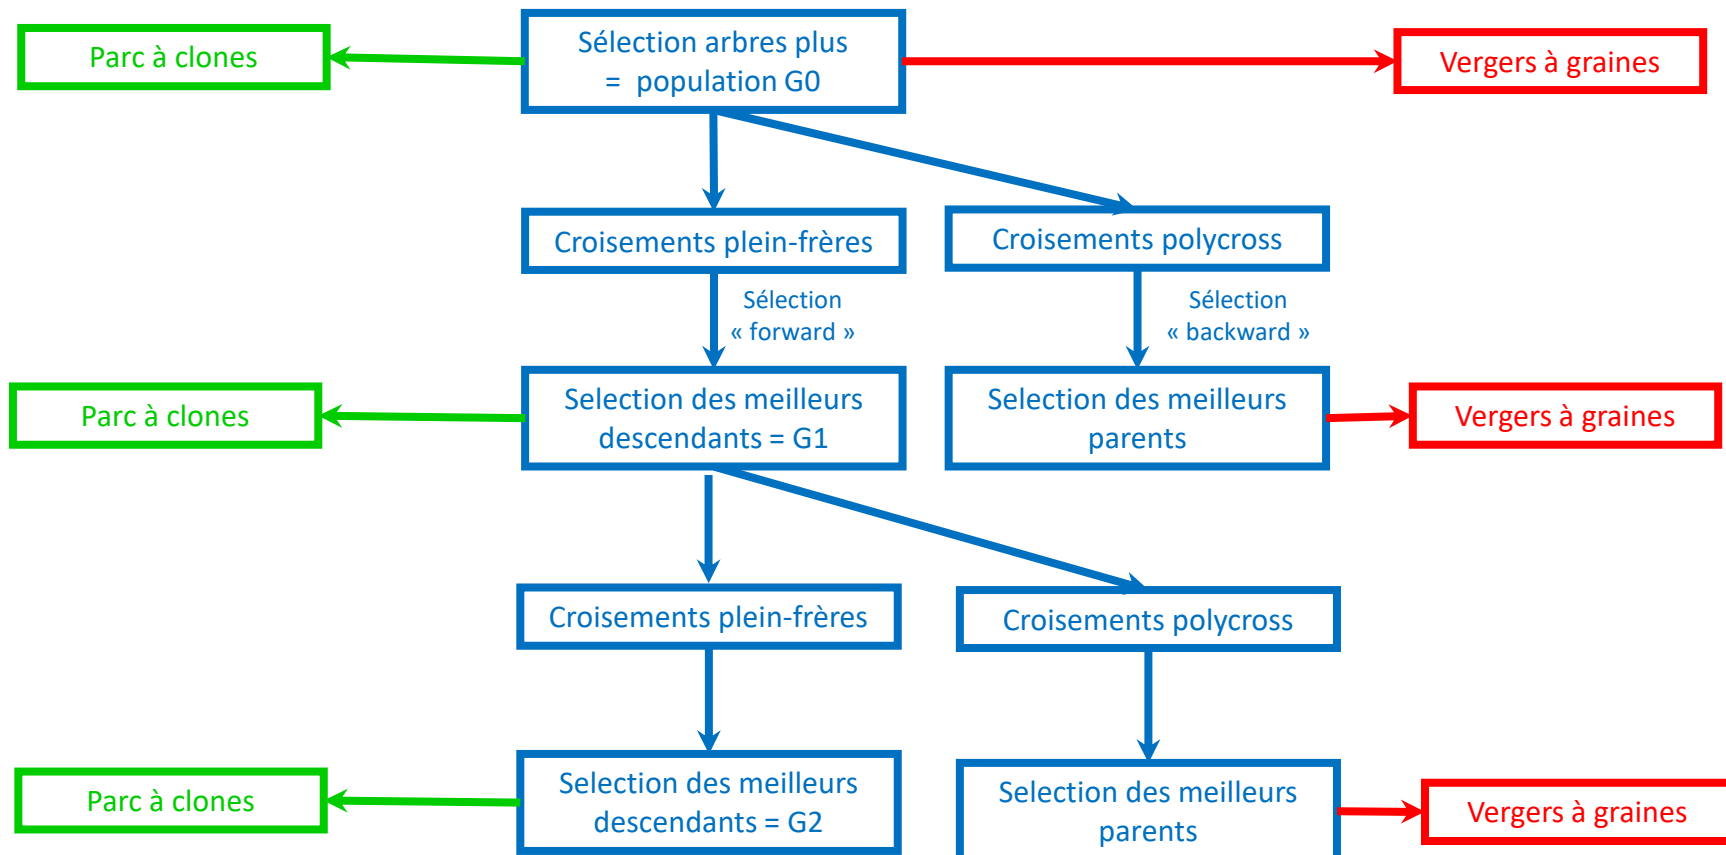 Parc à clones
Sélection arbres plus
= population G0
Vergers à graines
Croisements plein-frères
Croisements polycross
Sélection
« forward »
Sélection
« backward »
Parc à clones
Selection des meilleurs
descendants = G1
Selection des meilleurs
parents
Vergers à graines
Croisements plein-frères
Croisements polycross
Parc à clones
Selection des meilleurs
descendants = G2
Selection des meilleurs
parents
Vergers à graines